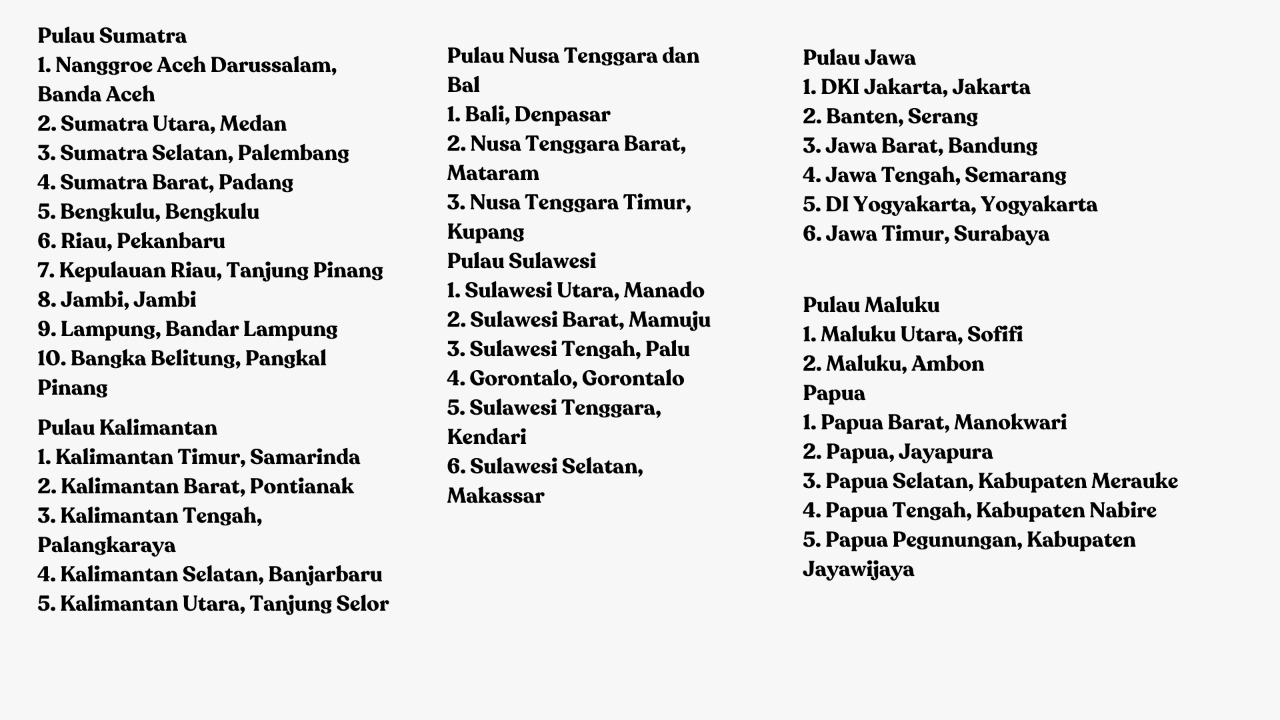 Pulau Sumatra
1. Nanggroe Aceh Darussalam,
Banda Aceh
2. Sumatra Utara, Medan
3. Sumatra Selatan, Palembang
4. Sumatra Barat, Padang
5. Bengkulu, Bengkulu
6. Riau, Pekanbaru
7. Kepulauan Riau, Tanjung Pinang
8. Jambi, Jambi
9. Lampung, Bandar Lampung
10. Bangka Belitung, Pangkal
Pinang
Pulau Kalimantan
1. Kalimantan Timur, Samarinda
2. Kalimantan Barat, Pontianak
3. Kalimantan Tengah,
Palangkaraya
4. Kalimantan Selatan, Banjarbaru
5. Kalimantan Utara, Tanjung Selor
Pulau Nusa Tenggara dan
Bal
1. Bali, Denpasar
2. Nusa Tenggara Barat,
Mataram
3. Nusa Tenggara Timur,
Kupang
Pulau Sulawesi
1. Sulawesi Utara, Manado
2. Sulawesi Barat, Mamuju
3. Sulawesi Tengah, Palu
4. Gorontalo, Gorontalo
5. Sulawesi Tenggara,
Kendari
6. Sulawesi Selatan,
Makassar
Pulau Jawa
1. DKI Jakarta, Jakarta
2. Banten, Serang
3. Jawa Barat, Bandung
4. Jawa Tengah, Semarang
5. DI Yogyakarta, Yogyakarta
6. Jawa Timur, Surabaya
Pulau Maluku
1. Maluku Utara, Sofifi
2. Maluku, Ambon
Papua
1. Papua Barat, Manokwari
2. Papua, Jayapura
3. Papua Selatan, Kabupaten Merauke
4. Papua Tengah, Kabupaten Nabire
5. Papua Pegunungan, Kabupaten
Jayawijaya